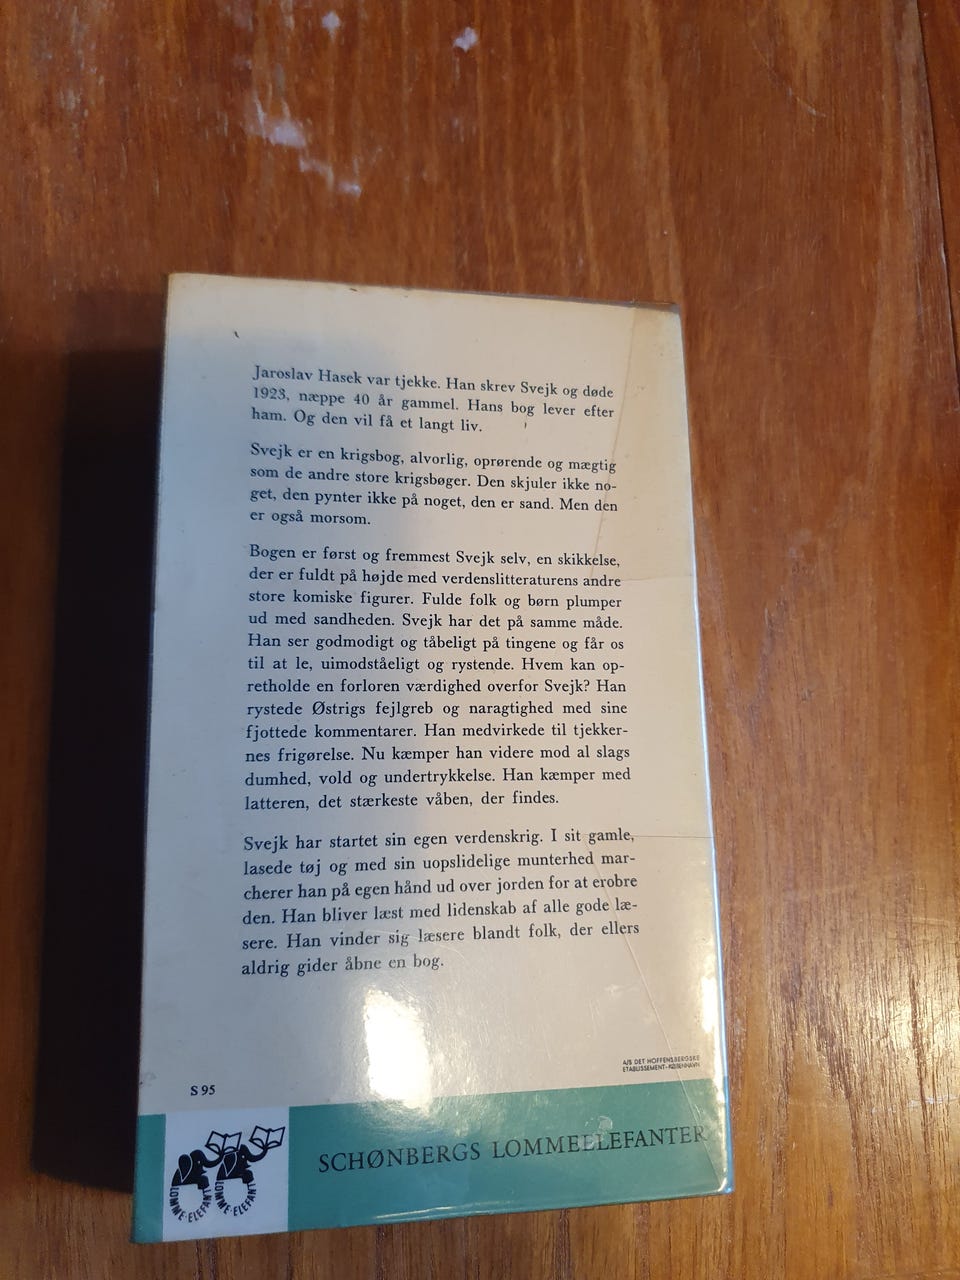 Jaroslav Hasek var tjekke. Han skrev Svejk og døde
1923, næppe 40 år gammel. Hans bog lever efter
ham. Og den vil få et langt liv.
Svejk er en krigsbog, alvorlig, oprørende og mægtig
som de andre store krigsbøger. Den skjuler ikke no-
get, den pynter ikke på noget, den er sand. Men den
er også morsom.
Bogen er først og fremmest Svejk selv, en skikkelse,
der er fuldt på højde med verdenslitteraturens andre
store komiske figurer. Fulde folk og børn plumper
ud med sandheden. Svejk har det på samme måde.
Han ser godmodigt og tåbeligt på tingene og får os
til at le, uimodståeligt og rystende. Hvem kan op-
retholde en forloren værdighed overfor Svejk? Han
rystede Østrigs fejlgreb og naragtighed med sine
fjottede kommentarer. Han medvirkede til tjekker-
nes frigørelse. Nu kæmper han videre mod al slags
dumhed, vold og undertrykkelse. Han kæmper med
latteren, det stærkeste våben, der findes.
Svejk har startet sin egen verdenskrig. I sit gamle,
lasede tøj og med sin uopslidelige munterhed mar-
cherer han på egen hånd ud over jorden for at erobre
den. Han bliver læst med lidenskab af alle gode læ-
sere. Han vinder sig læsere blandt folk, der ellers
aldrig gider åbne en bog.
A/S DET HOFFENSBERGSKE
ETABLISSEMENT-KØBENHAVN
S 95
LOMME-ELEFANT
LOMME-ELEFANT
SCHØNBERGS LOMMEELEFANTER